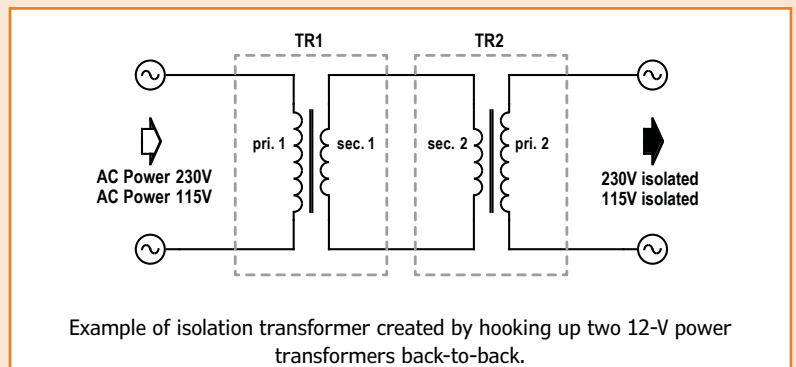 TR1 TR2
pri. 1 sec. 1 sec. 2 pri. 2
AC Power 230V
AC Power 115V
230V isolated
115V isolated
Example of isolation transformer created by hooking up two 12-V power
transformers back-to-back.